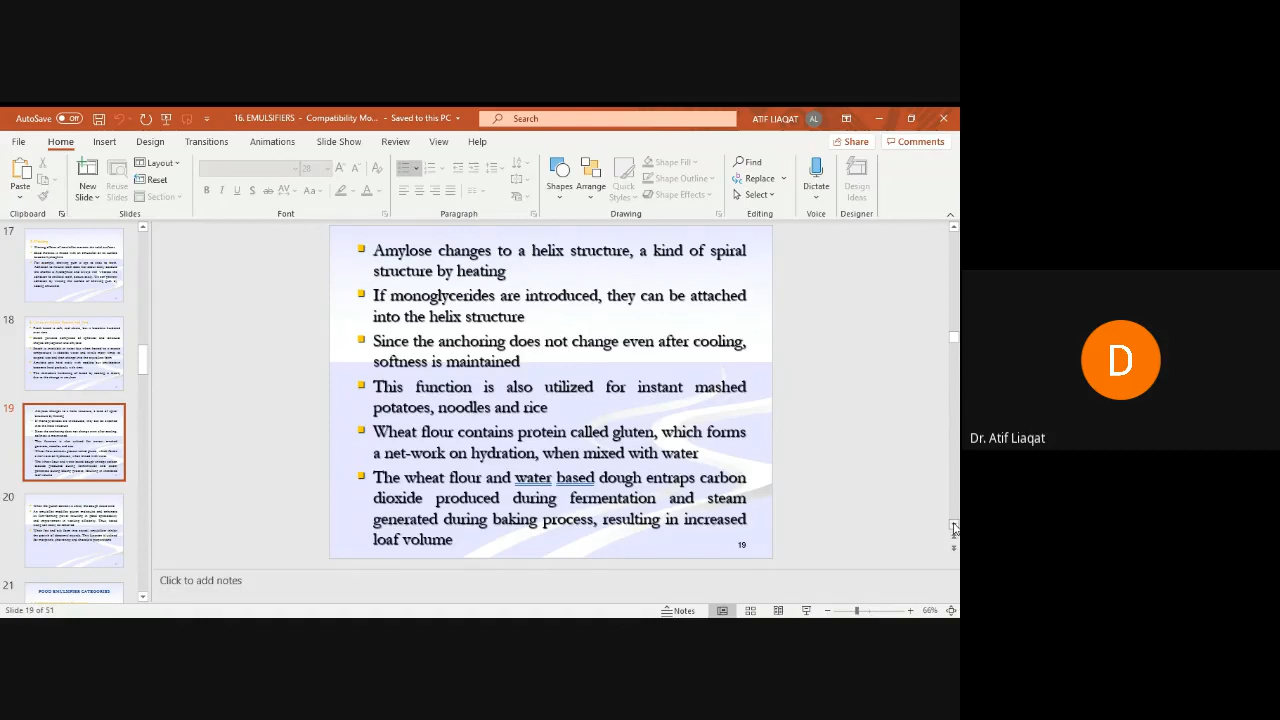 AutoSave Off 16. EMULSIFIERS - Compatibility Mo... - Saved to this PC Search ATIF LIAQAT AL
File Home Insert Design Transitions Animations Slide Show Review View Help Share Comments
Paste New Slide Reuse Slides Layout Reset Section 28 Shapes Arrange Quick Styles Shape Fill Shape Outline Shape Effects Find Replace Select Dictate Design Ideas
Clipboard Slides Font Paragraph Drawing Editing Voice Designer
17
18
19
20
21
FOOD EMULSIFIER CATEGORIES
Amylose changes to a helix structure, a kind of spiral
structure by heating
If monoglycerides are introduced, they can be attached
into the helix structure
Since the anchoring does not change even after cooling,
softness is maintained
This function is also utilized for instant mashed
potatoes, noodles and rice
Wheat flour contains protein called gluten, which forms
a net-work on hydration, when mixed with water
The wheat flour and water based dough entraps carbon
dioxide produced during fermentation and steam
generated during baking process, resulting in increased
loaf volume
19
Click to add notes
Slide 19 of 51 Notes 66%
D
Dr. Atif Liaqat